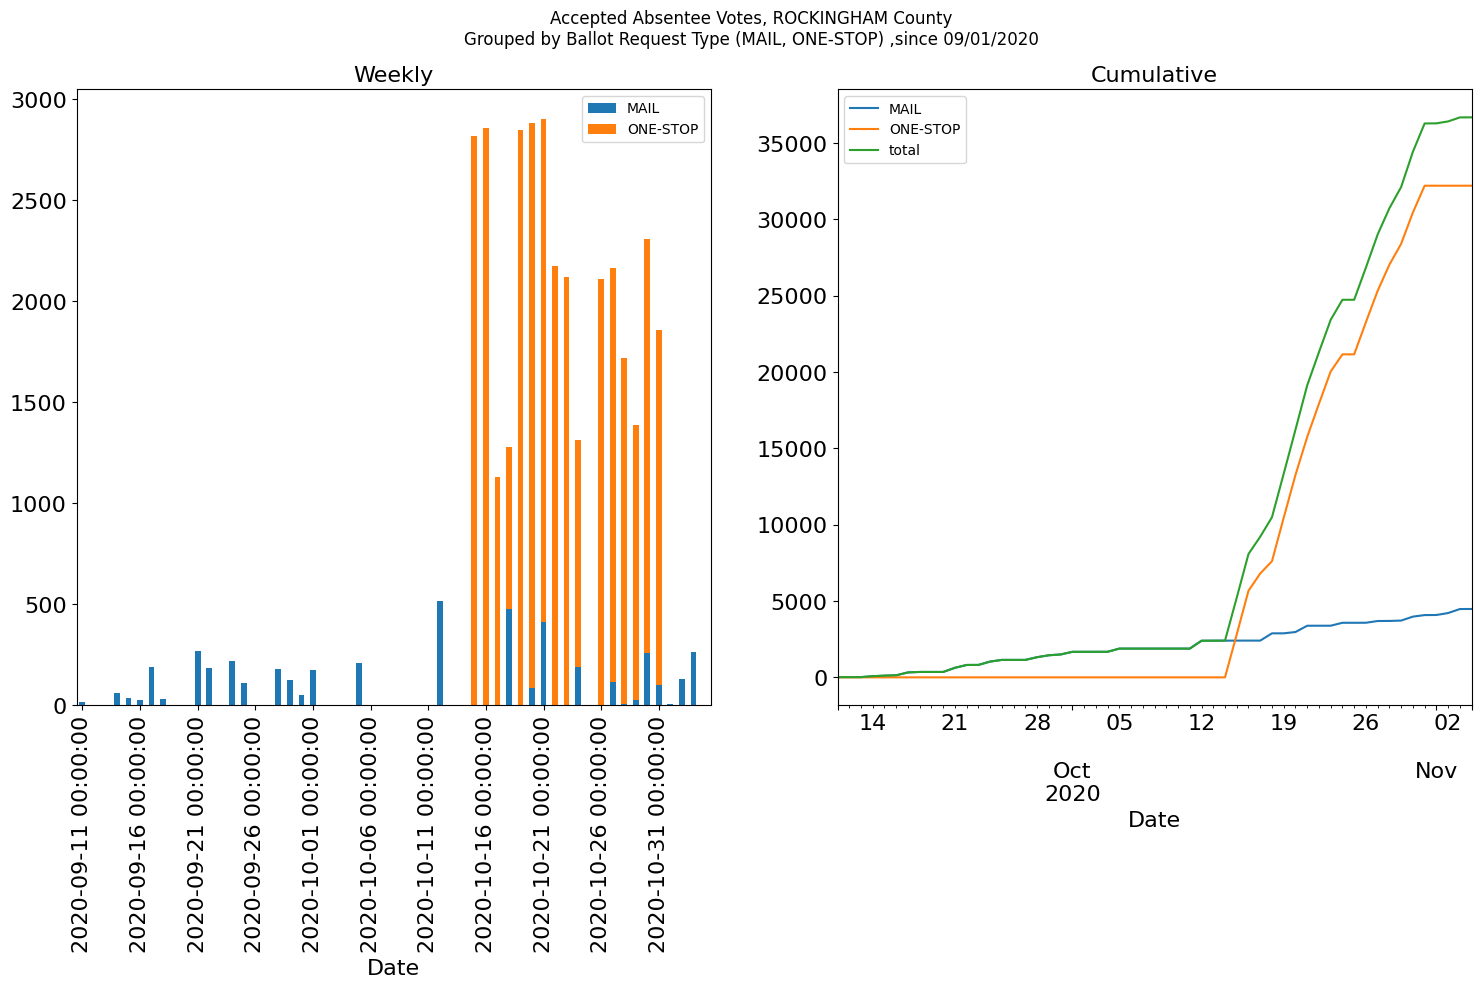 Accepted Absentee Votes, ROCKINGHAM County
Grouped by Ballot Request Type (MAIL, ONE-STOP) ,since 09/01/2020
Weekly
3000
2500
2000
1500
1000
500
0
MAIL
ONE-STOP
2020-09-11 00:00:00
2020-09-16 00:00:00
2020-09-21 00:00:00
2020-09-26 00:00:00
2020-10-01 00:00:00
2020-10-06 00:00:00
2020-10-11 00:00:00
2020-10-16 00:00:00
2020-10-21 00:00:00
2020-10-26 00:00:00
2020-10-31 00:00:00
Date
Cumulative
MAIL
ONE-STOP
total
35000
30000
25000
20000
15000
10000
5000
0
14 21 28 05 12 19 26 02
Oct Nov
2020
Date